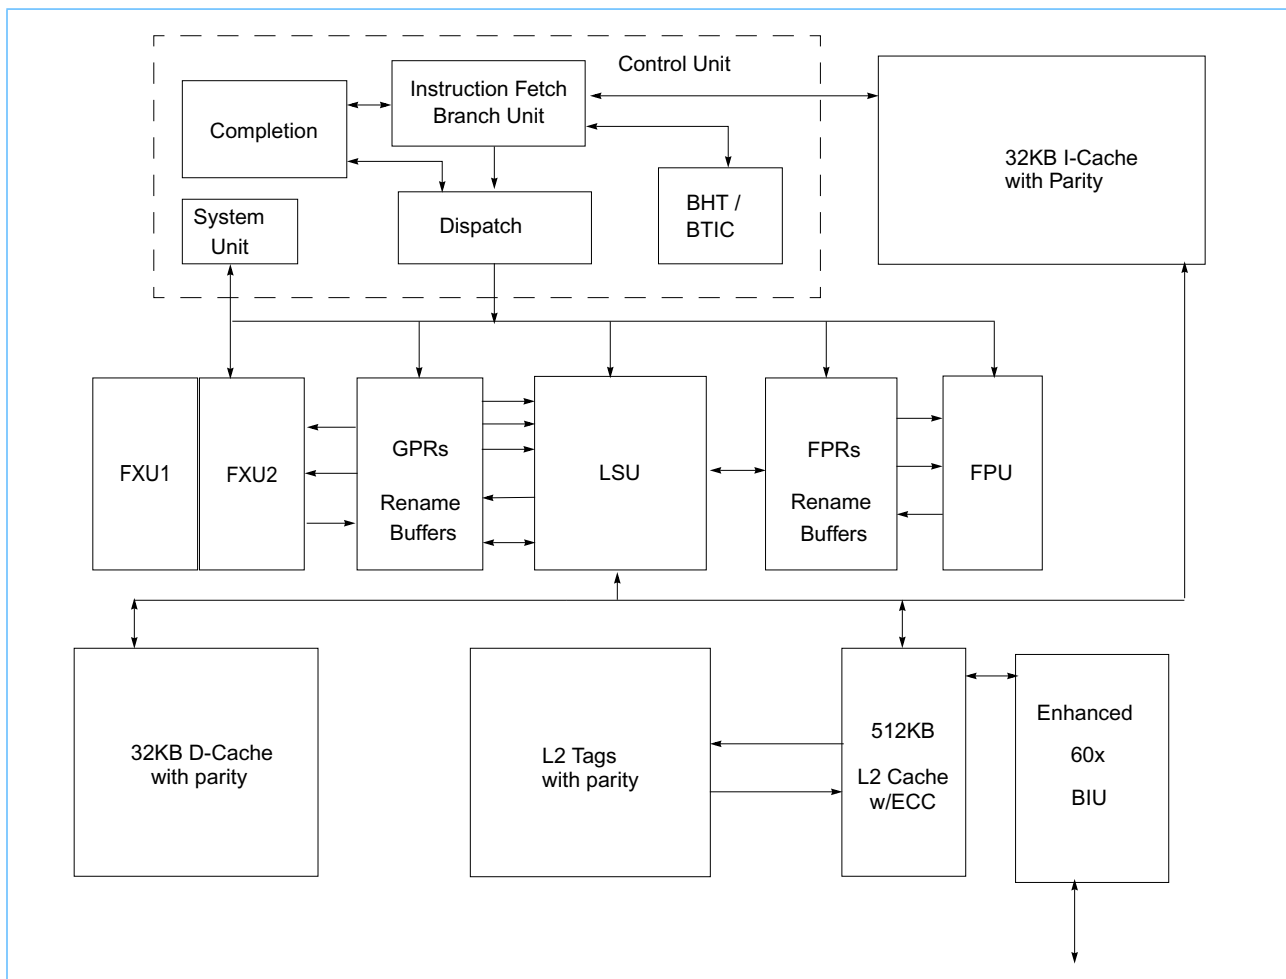 Control Unit
Instruction Fetch
Branch Unit
Completion
32KB I-Cache
with Parity
System
Unit
Dispatch
BHT /
BTIC
FXU1
FXU2
GPRs
Rename
Buffers
LSU
FPRs
Rename
Buffers
FPU
32KB D-Cache
with parity
L2 Tags
with parity
512KB
L2 Cache
w/ECC
Enhanced
60x
BIU